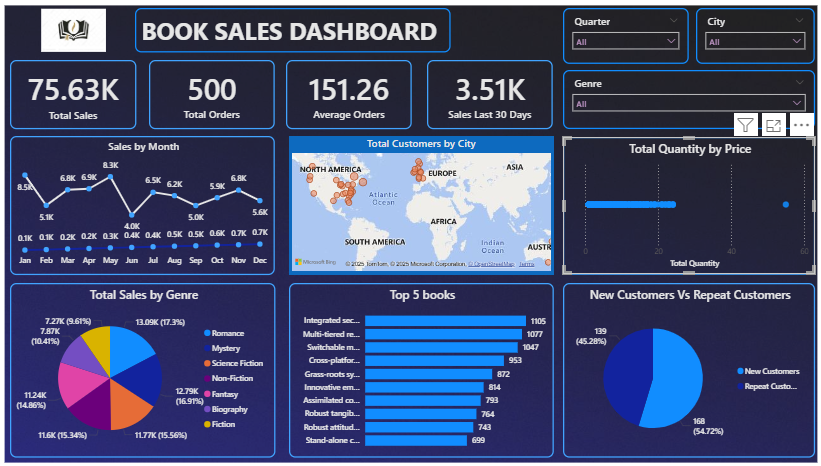 BOOK SALES DASHBOARD
Quarter
All
City
All
Genre
All
75.63K
Total Sales
500
Total Orders
151.26
Average Orders
3.51K
Sales Last 30 Days
Sales by Month
8.5K
5.1K
6.8K
6.9K
8.3K
4.0K
6.5K
6.2K
5.0K
5.9K
6.8K
5.6K
0.1K 0.1K 0.2K 0.2K 0.3K 0.4K 0.4K 0.5K 0.5K 0.6K 0.7K 0.7K
Jan Feb Mar Apr May Jun Jul Aug Sep Oct Nov Dec
Total Customers by City
NORTH AMERICA
EUROPE
ASIA
Atlantic
Ocean
AFRICA
SOUTH AMERICA
Indian
Ocean
AUSTR
Microsoft Bing
© 2025 TomTom, © 2025 Microsoft Corporation, © OpenStreetMap Terms
Total Quantity by Price
0 20 40 60
Total Quantity
Total Sales by Genre
7.27K (9.61%)
7.87K
(10.41%)
11.24K
(14.86%)
11.6K (15.34%)
13.09K (17.3%)
12.79K
(16.91%)
11.77K (15.56%)
Romance
Mystery
Science Fiction
Non-Fiction
Fantasy
Biography
Fiction
Top 5 books
Integrated sec... 1105
Multi-tiered re... 1077
Switchable m... 1047
Cross-platfor... 953
Grass-roots sy... 872
Innovative em... 814
Assimilated co... 793
Robust tangib... 764
Robust attitud... 743
Stand-alone c... 699
New Customers Vs Repeat Customers
139
(45.28%)
168
(54.72%)
New Customers
Repeat Custo...